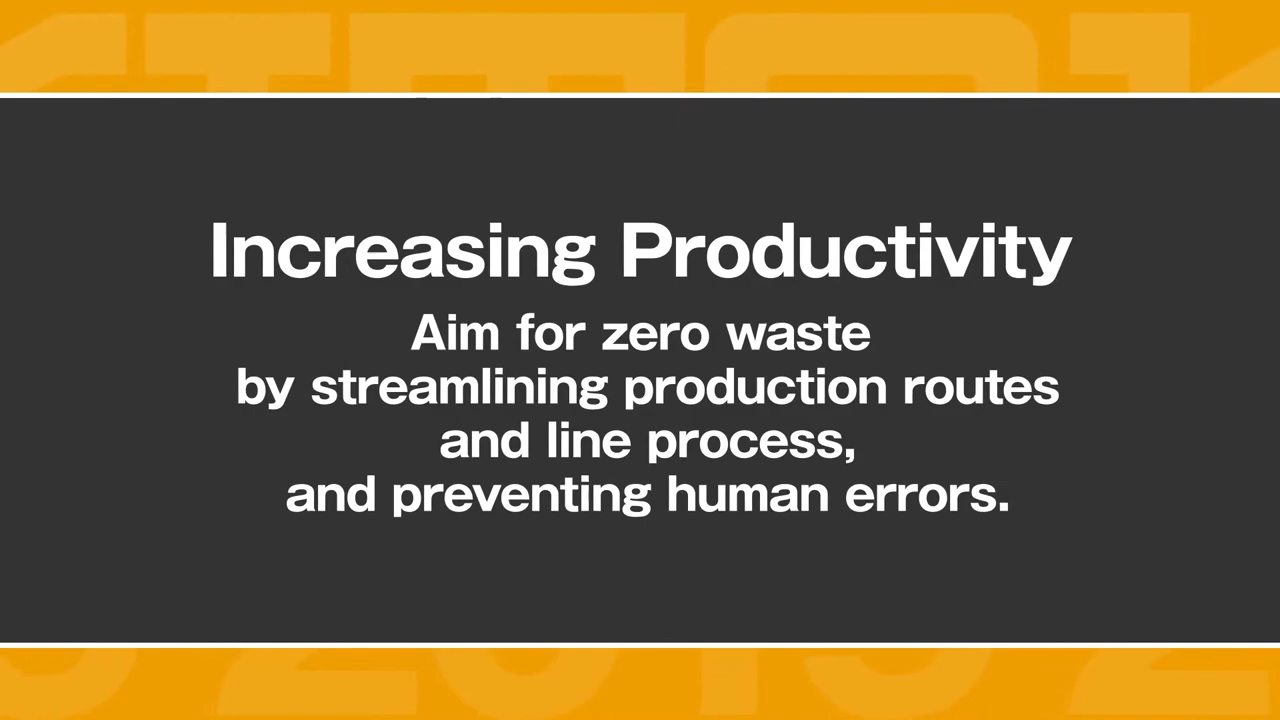 Increasing Productivity
Aim for zero waste
by streamlining production routes
and line process,
and preventing human errors.